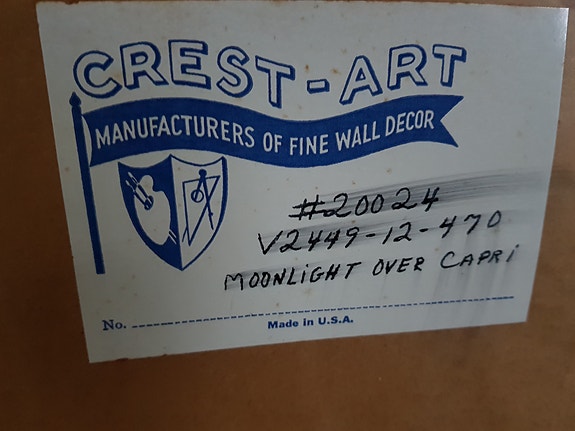 CREST-ART
MANUFACTURERS OF FINE WALL DECOR
#20024
V2449-12-470
MOONLIGHT OVER CAPRI
No.
Made in U.S.A.